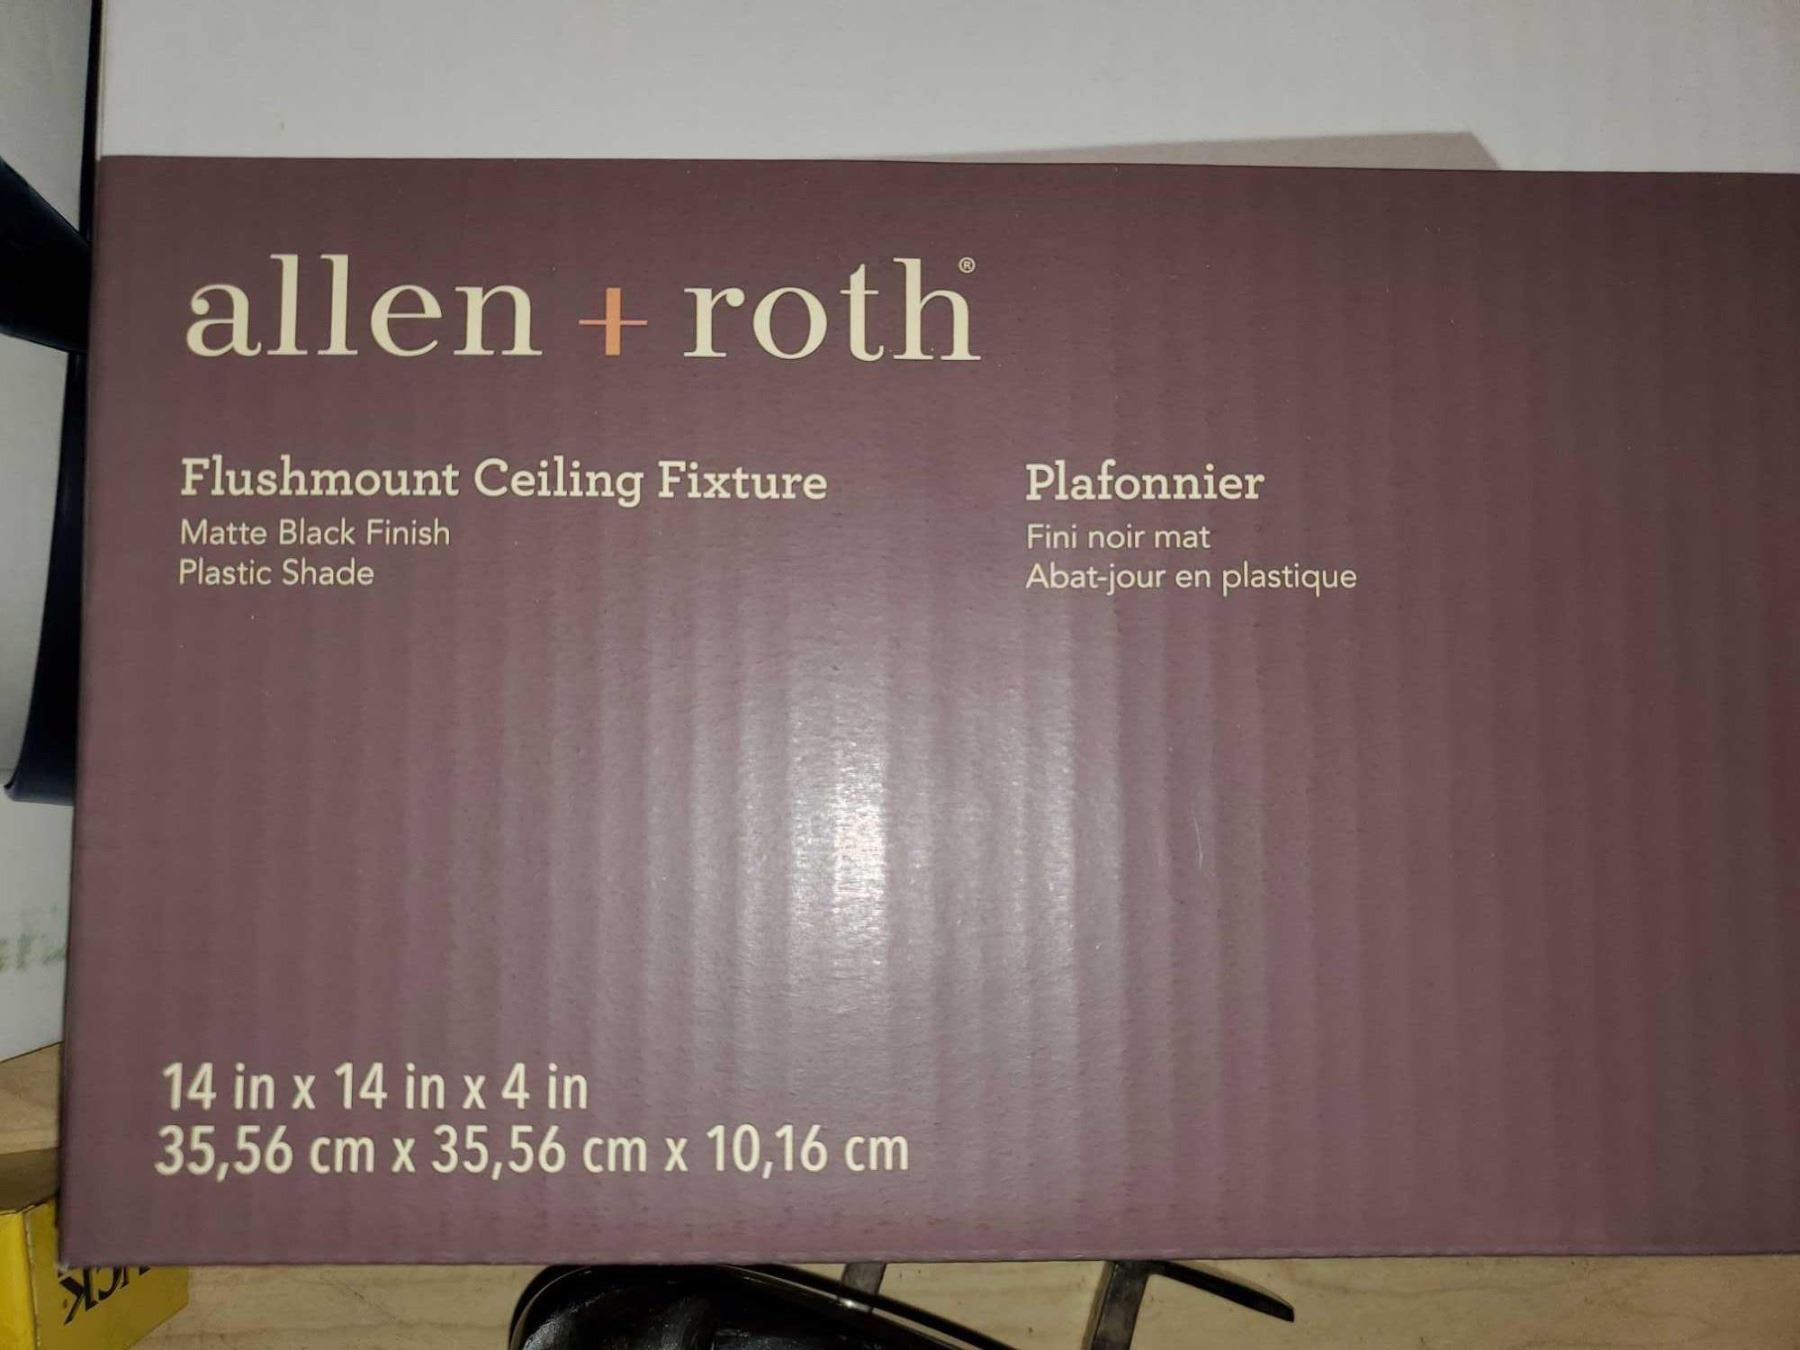 allen + roth®
Flushmount Ceiling Fixture
Matte Black Finish
Plastic Shade
Plafonnier
Fini noir mat
Abat-jour en plastique
14 in x 14 in x 4 in
35,56 cm x 35,56 cm x 10,16 cm